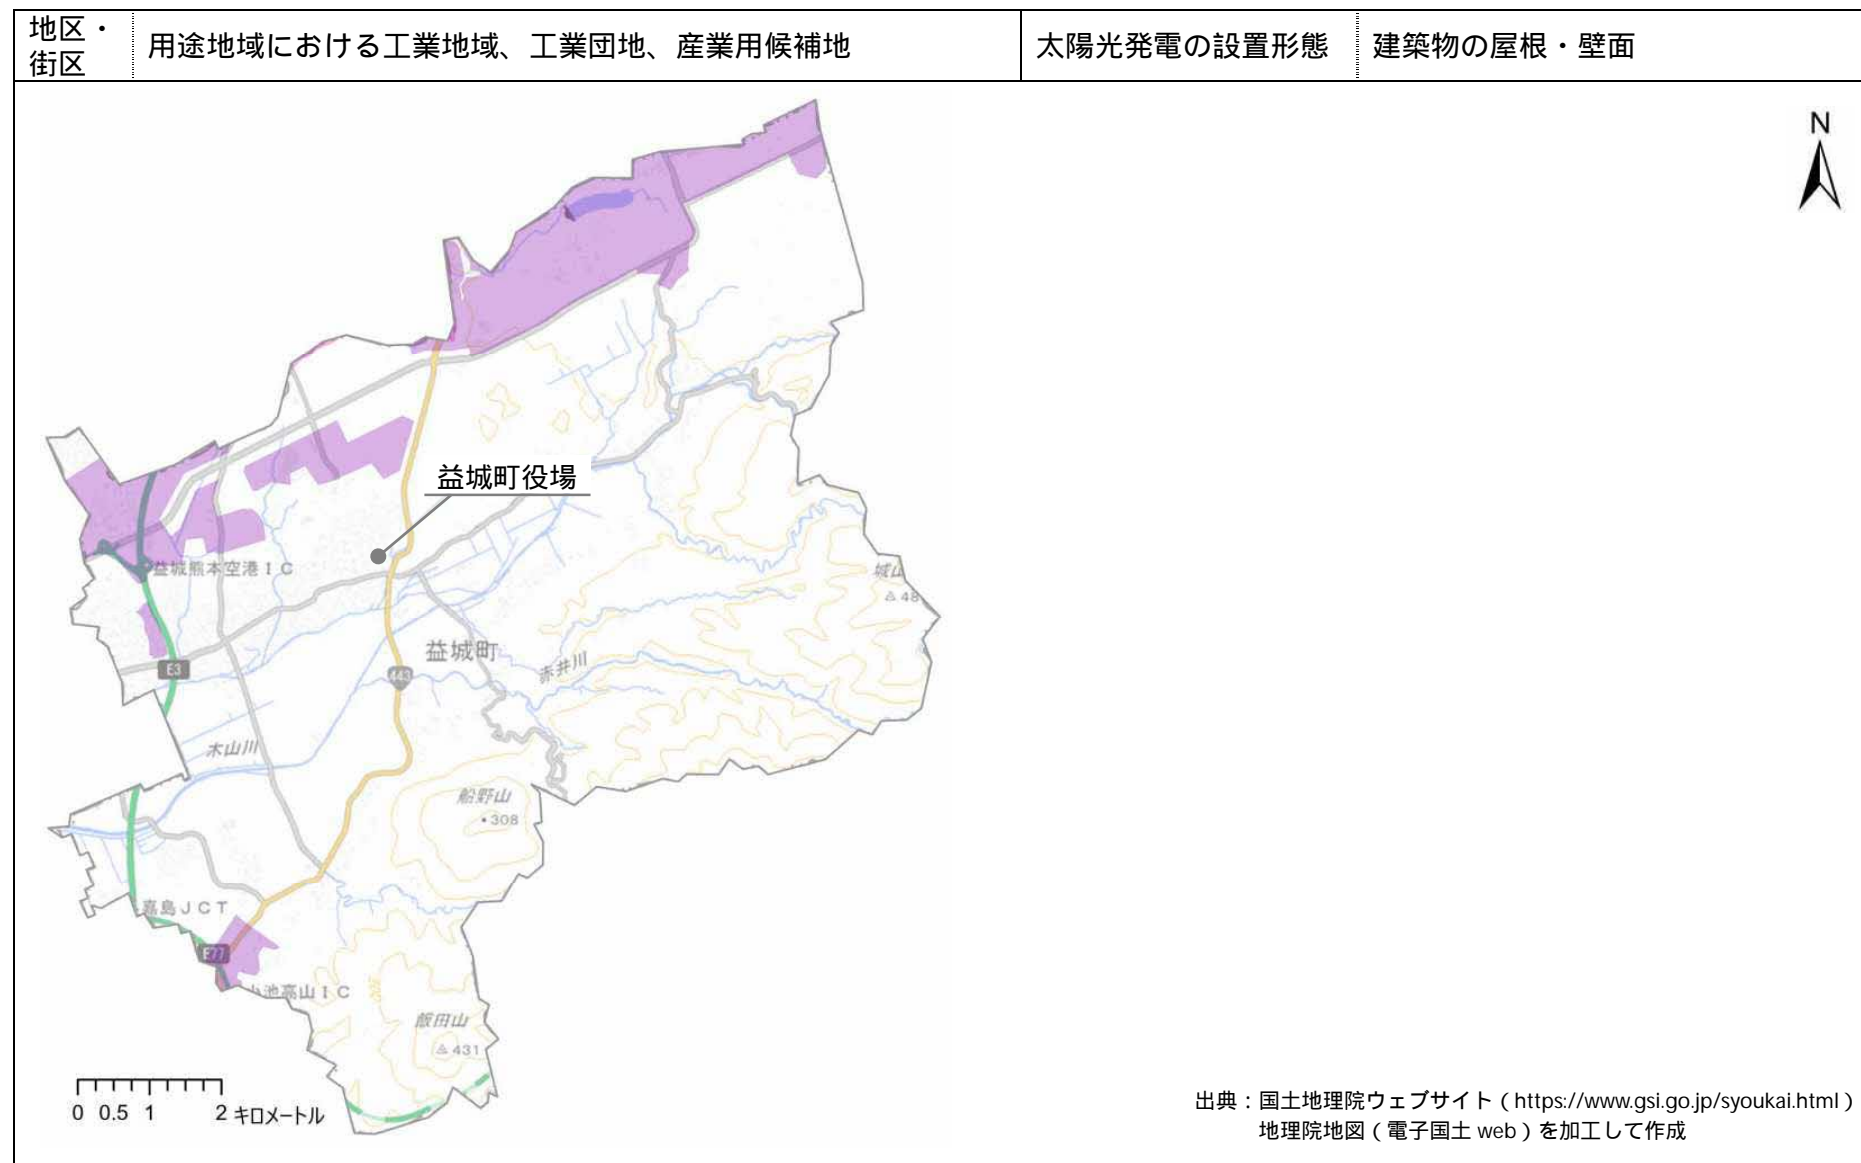 地区・
街区
用途地域における工業地域、工業団地、産業用候補地
太陽光発電の設置形態
建築物の屋根・壁面
N
益城町役場
益城熊本空港IC
城山
48
益城町
赤井川
E3
443
木山川
船野山
308
嘉島JCT
E77
小池高山IC
200
飯田山
431
0 0.5 1 2 キロメートル
出典：国土地理院ウェブサイト（https://www.gsi.go.jp/syoukai.html）
地理院地図（電子国土 web）を加工して作成